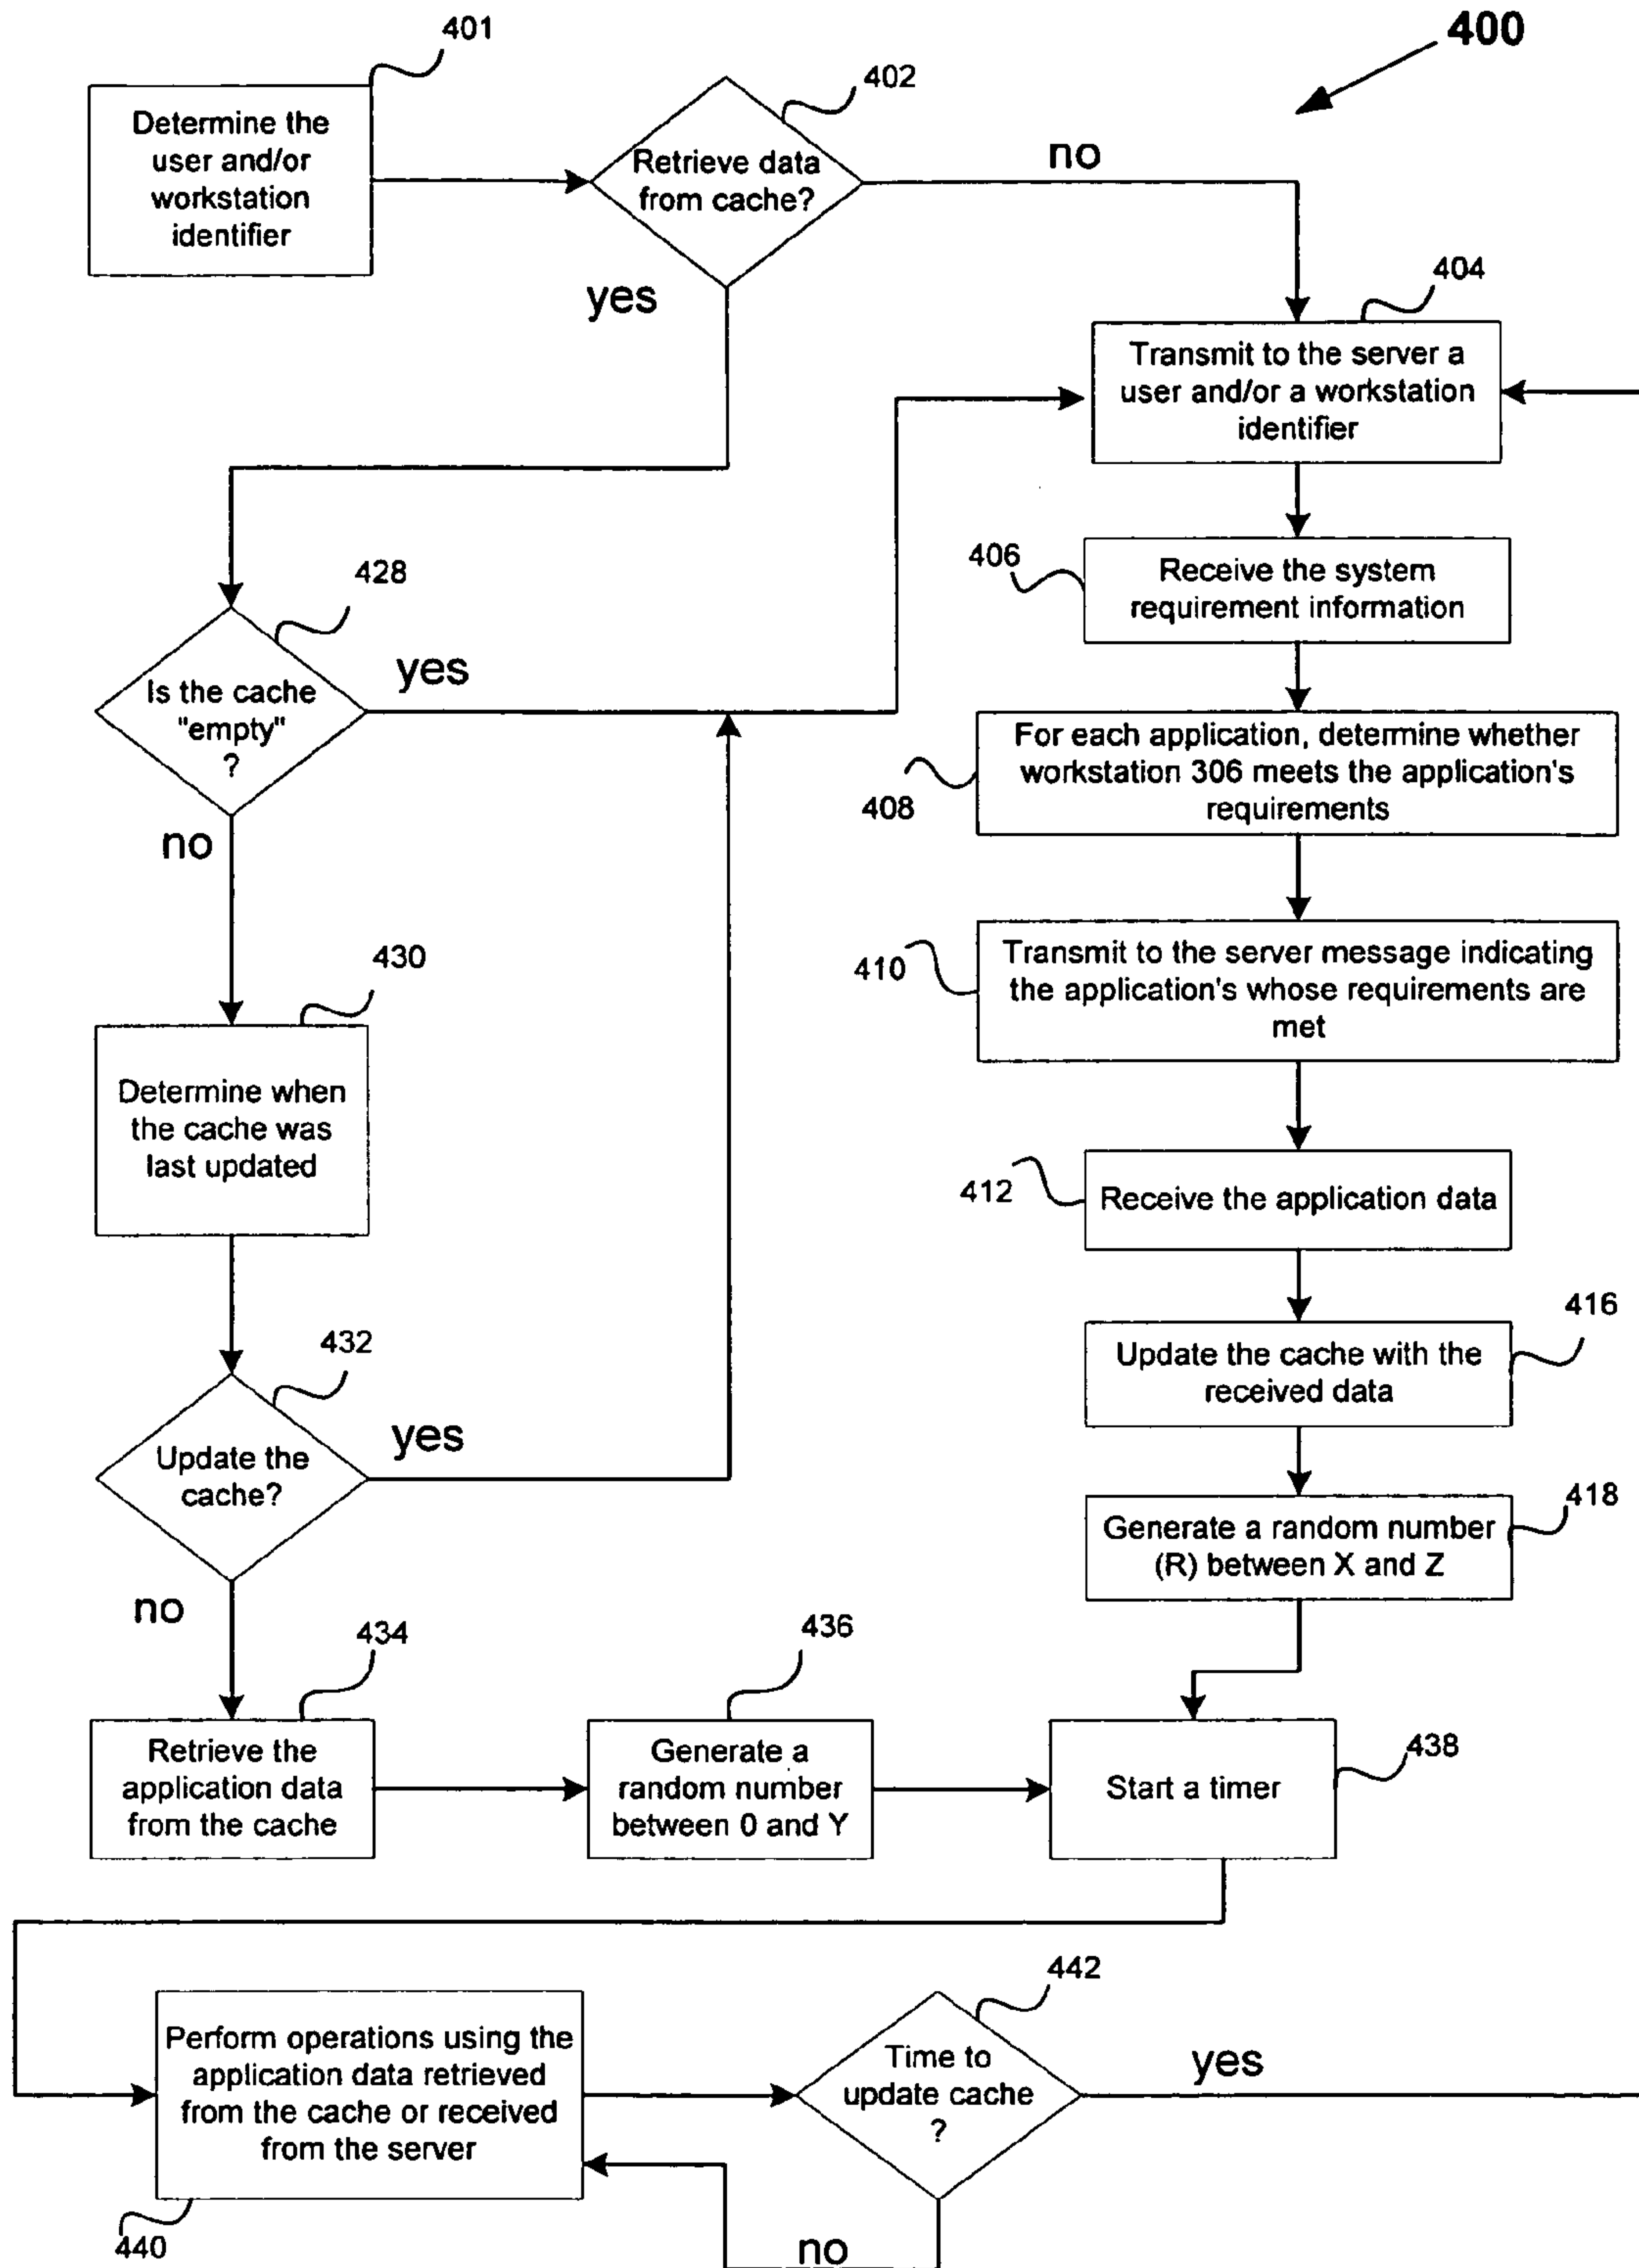 401
400
402
Determine the
user and/or
workstation
identifier
Retrieve data
from cache?
no
yes
404
Transmit to the server a
user and/or a workstation
identifier
406
Receive the system
requirement information
428
Is the cache
"empty"
?
yes
no
408
For each application, determine whether
workstation 306 meets the application's
requirements
410
Transmit to the server message indicating
the application's whose requirements are
met
430
Determine when
the cache was
last updated
412
Receive the application data
416
Update the cache with the
received data
432
Update the
cache?
yes
no
418
Generate a random number
(R) between X and Z
434
Retrieve the
application data
from the cache
436
Generate a
random number
between 0 and Y
438
Start a timer
440
Perform operations using the
application data retrieved
from the cache or received
from the server
442
Time to
update cache
?
yes
no